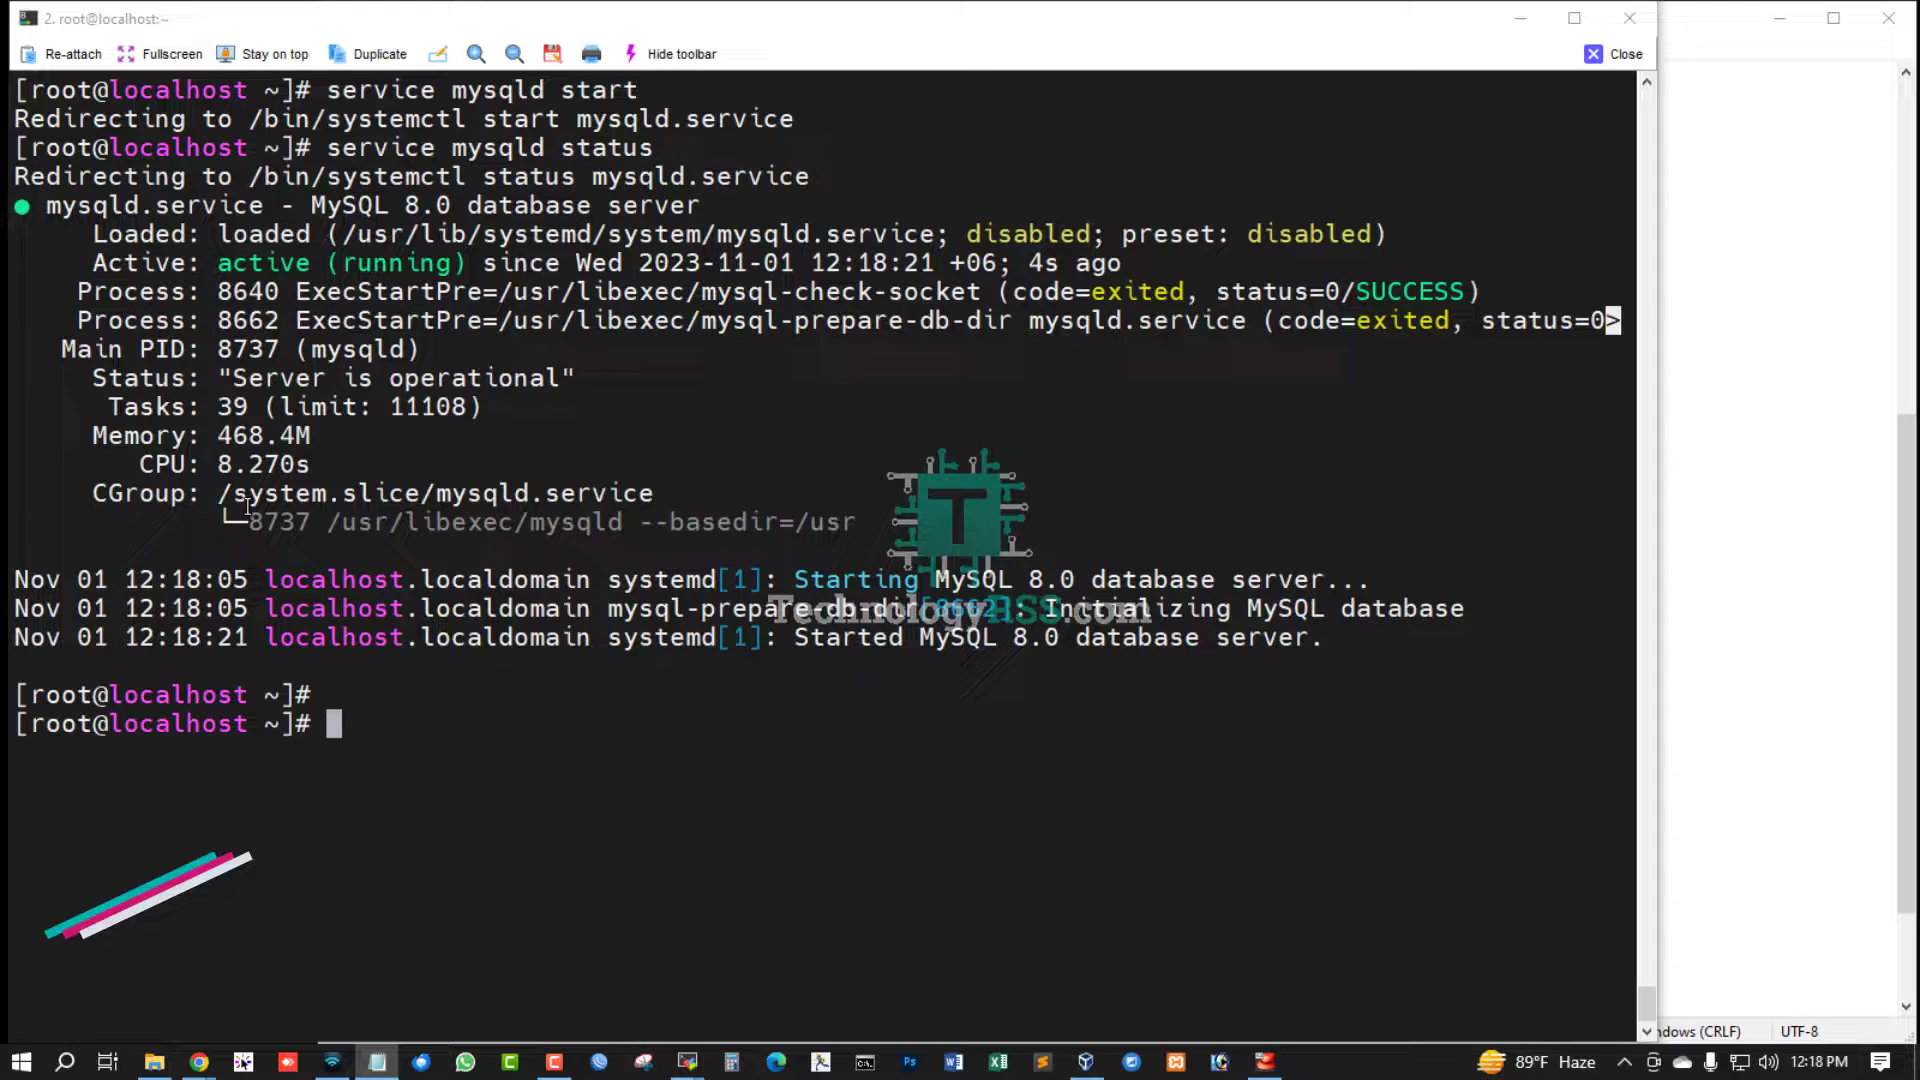 2. root@localhost:~
Re-attach Fullscreen Stay on top Duplicate Hide toolbar Close
[root@localhost ~]# service mysqld start
Redirecting to /bin/systemctl start mysqld.service
[root@localhost ~]# service mysqld status
Redirecting to /bin/systemctl status mysqld.service
● mysqld.service - MySQL 8.0 database server
Loaded: loaded (/usr/lib/systemd/system/mysqld.service; disabled; preset: disabled)
Active: active (running) since Wed 2023-11-01 12:18:21 +06; 4s ago
Process: 8640 ExecStartPre=/usr/libexec/mysql-check-socket (code=exited, status=0/SUCCESS)
Process: 8662 ExecStartPre=/usr/libexec/mysql-prepare-db-dir mysqld.service (code=exited, status=0>
Main PID: 8737 (mysqld)
Status: "Server is operational"
Tasks: 39 (limit: 11108)
Memory: 468.4M
CPU: 8.270s
CGroup: /system.slice/mysqld.service
└─8737 /usr/libexec/mysqld --basedir=/usr
T
Nov 01 12:18:05 localhost.localdomain systemd[1]: Starting MySQL 8.0 database server...
Nov 01 12:18:05 localhost.localdomain mysql-prepare-db-dir[8662]: Initializing MySQL database
TechnologyRSS.com
Nov 01 12:18:21 localhost.localdomain systemd[1]: Started MySQL 8.0 database server.
[root@localhost ~]#
[root@localhost ~]#
ndows (CRLF) UTF-8
89°F Haze 12:18 PM